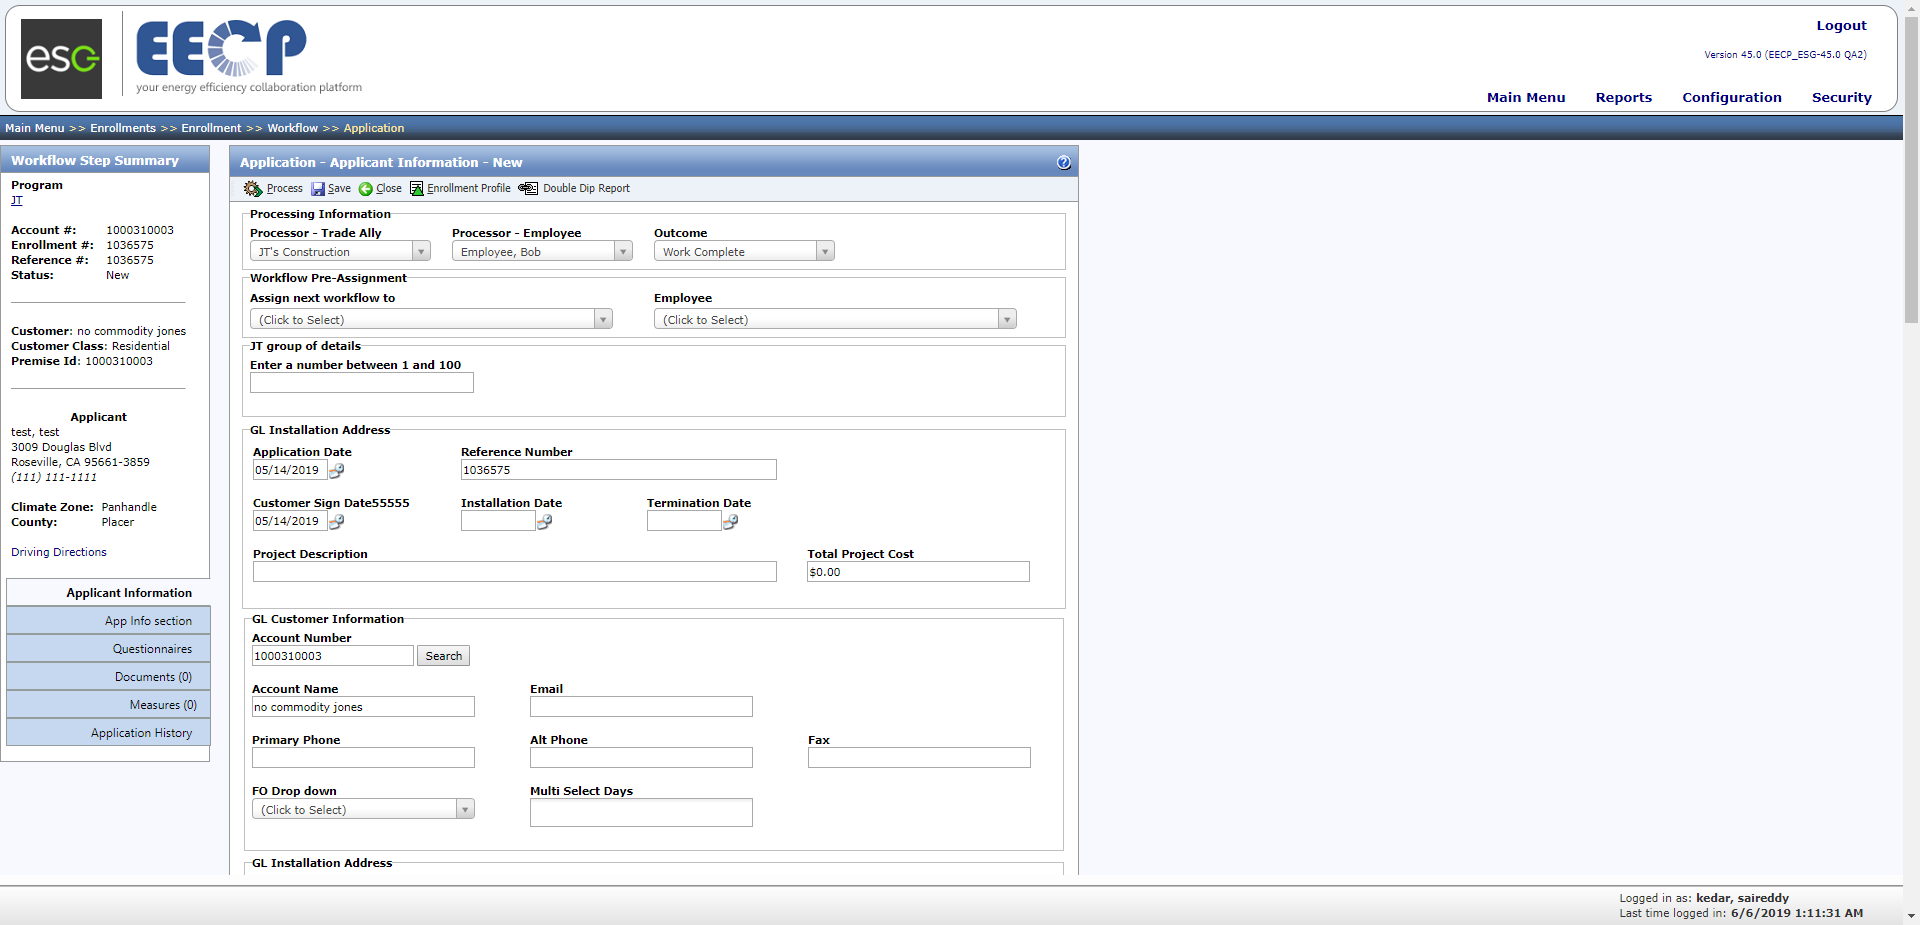 esg
EECP
your energy efficiency collaboration platform
Logout
Version 45.0 (EECP_ESG-45.0 QA2)
Main Menu Reports Configuration Security
Main Menu >> Enrollments >> Enrollment >> Workflow >> Application
Workflow Step Summary
Program
JT
Account #: 1000310003
Enrollment #: 1036575
Reference #: 1036575
Status: New
Customer: no commodity jones
Customer Class: Residential
Premise Id: 1000310003
Applicant
test, test
3009 Douglas Blvd
Roseville, CA 95661-3859
(111) 111-1111
Climate Zone: Panhandle
County: Placer
Driving Directions
Applicant Information
App Info section
Questionnaires
Documents (0)
Measures (0)
Application History
Application - Applicant Information - New
Process Save Close Enrollment Profile Double Dip Report
Processing Information
Processor - Trade Ally Processor - Employee Outcome
JT's Construction Employee, Bob Work Complete
Workflow Pre-Assignment
Assign next workflow to Employee
(Click to Select) (Click to Select)
JT group of details
Enter a number between 1 and 100
GL Installation Address
Application Date Reference Number
05/14/2019 1036575
Customer Sign Date55555 Installation Date Termination Date
05/14/2019
Project Description Total Project Cost
$0.00
GL Customer Information
Account Number
1000310003 Search
Account Name Email
no commodity jones
Primary Phone Alt Phone Fax
FO Drop down Multi Select Days
(Click to Select)
GL Installation Address
Logged in as: kedar, saireddy
Last time logged in: 6/6/2019 1:11:31 AM